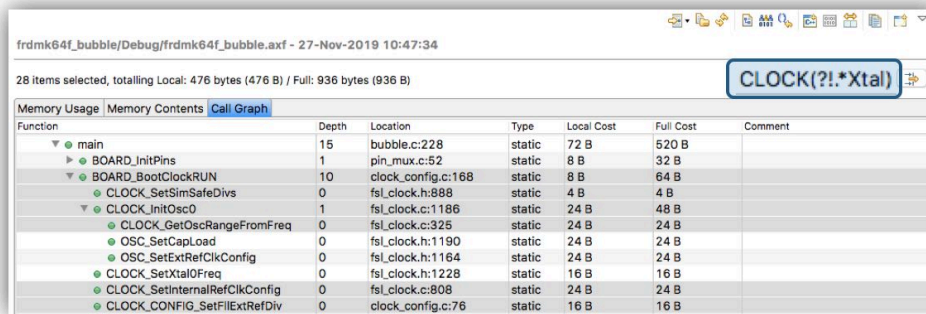 frdmk64f_bubble/Debug/frdmk64f_bubble.axf - 27-Nov-2019 10:47:34
28 items selected, totalling Local: 476 bytes (476 B) / Full: 936 bytes (936 B)
CLOCK(?!.*Xtal)
Memory Usage Memory Contents Call Graph
Function Depth Location Type Local Cost Full Cost Comment
main 15 bubble.c:228 static 72 B 520 B
BOARD_InitPins 1 pin_mux.c:52 static 8 B 32 B
BOARD_BootClockRUN 10 clock_config.c:168 static 8 B 64 B
CLOCK_SetSimSafeDivs 0 fsl_clock.h:888 static 4 B 4 B
CLOCK_InitOsc0 1 fsl_clock.c:1186 static 24 B 48 B
CLOCK_GetOscRangeFromFreq 0 fsl_clock.c:325 static 24 B 24 B
OSC_SetCapLoad 0 fsl_clock.h:1190 static 24 B 24 B
OSC_SetExtRefClkConfig 0 fsl_clock.h:1164 static 24 B 24 B
CLOCK_SetXtal0Freq 0 fsl_clock.h:1228 static 16 B 16 B
CLOCK_SetInternalRefClkConfig 0 fsl_clock.c:808 static 24 B 24 B
CLOCK_CONFIG_SetFllExtRefDiv 0 clock_config.c:76 static 16 B 16 B